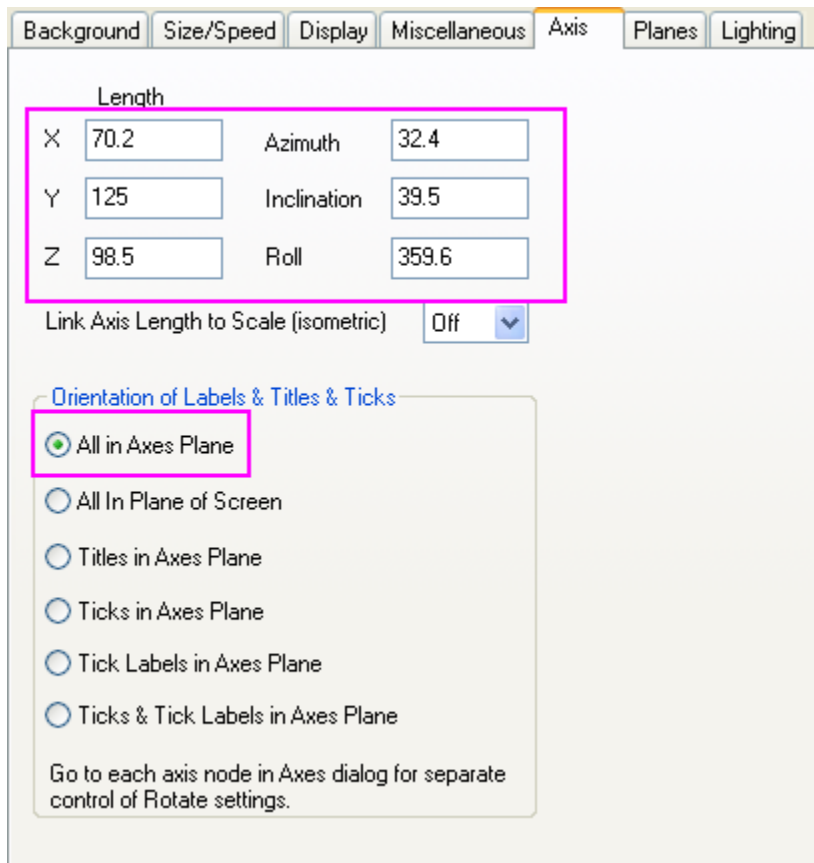 Background Size/Speed Display Miscellaneous Axis Planes Lighting
Length
X 70.2 Azimuth 32.4
Y 125 Inclination 39.5
Z 98.5 Roll 359.6
Link Axis Length to Scale (isometric) Off
Orientation of Labels & Titles & Ticks
All in Axes Plane
All In Plane of Screen
Titles in Axes Plane
Ticks in Axes Plane
Tick Labels in Axes Plane
Ticks & Tick Labels in Axes Plane
Go to each axis node in Axes dialog for separate
control of Rotate settings.